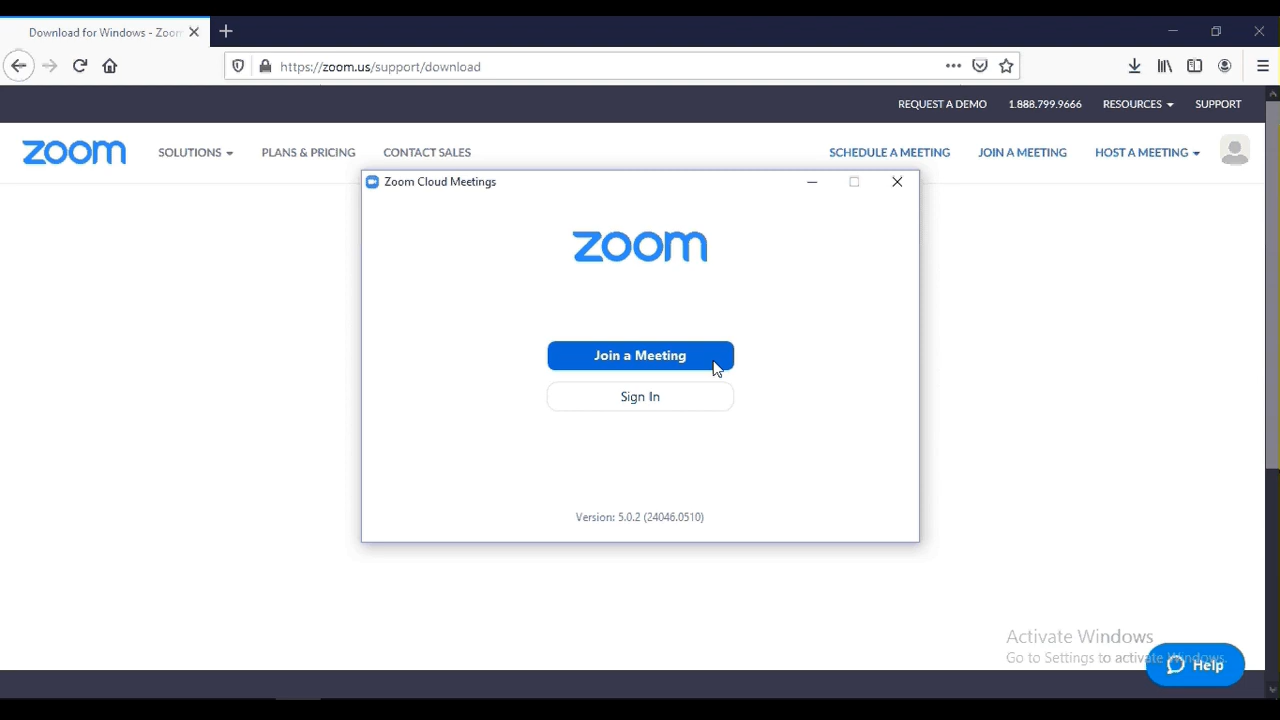 Download for Windows - Zoom
https://zoom.us/support/download
REQUEST A DEMO 1.888.799.9666 RESOURCES SUPPORT
zoom SOLUTIONS PLANS & PRICING CONTACT SALES SCHEDULE A MEETING JOIN A MEETING HOST A MEETING
Zoom Cloud Meetings
zoom
Join a Meeting
Sign In
Version: 5.0.2 (24046.0510)
Activate Windows
Go to Settings to activate Windows.
Help